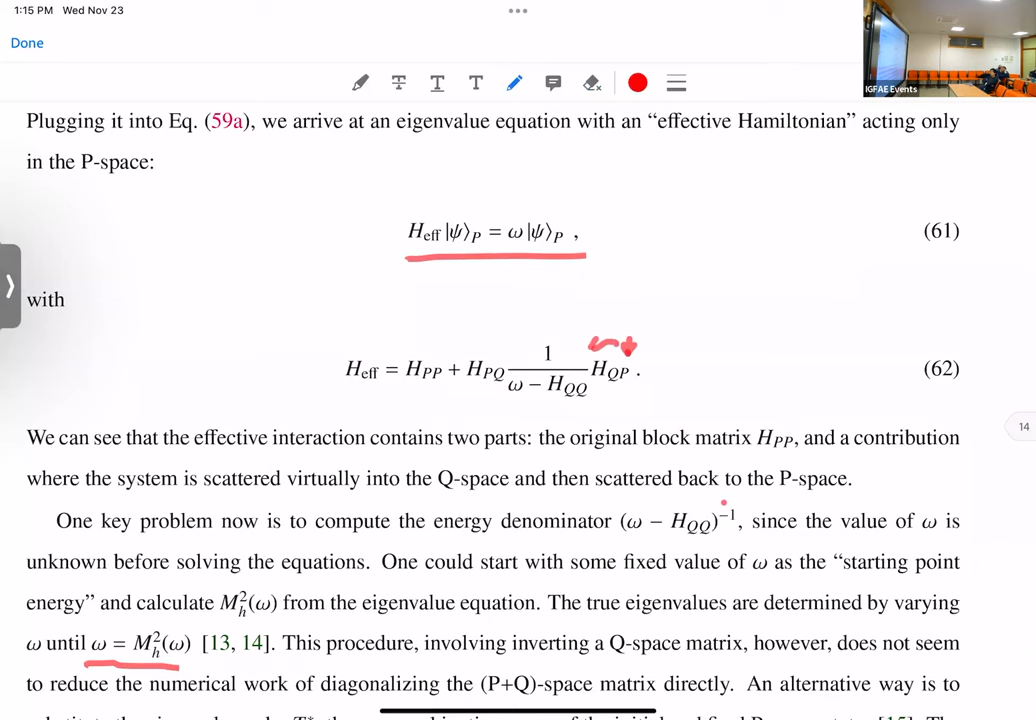 1:15 PM Wed Nov 23
Done
IGFAE Events
Plugging it into Eq. (59a), we arrive at an eigenvalue equation with an “effective Hamiltonian” acting only
in the P-space:
H_eff |ψ⟩_P = ω |ψ⟩_P , (61)
with
H_eff = H_PP + H_PQ 1/(ω − H_QQ) H_QP . (62)
We can see that the effective interaction contains two parts: the original block matrix H_PP, and a contribution
14
where the system is scattered virtually into the Q-space and then scattered back to the P-space.
One key problem now is to compute the energy denominator (ω − H_QQ)^−1, since the value of ω is
unknown before solving the equations. One could start with some fixed value of ω as the “starting point
energy” and calculate M_h^2(ω) from the eigenvalue equation. The true eigenvalues are determined by varying
ω until ω = M_h^2(ω) [13, 14]. This procedure, involving inverting a Q-space matrix, however, does not seem
to reduce the numerical work of diagonalizing the (P+Q)-space matrix directly. An alternative way is to